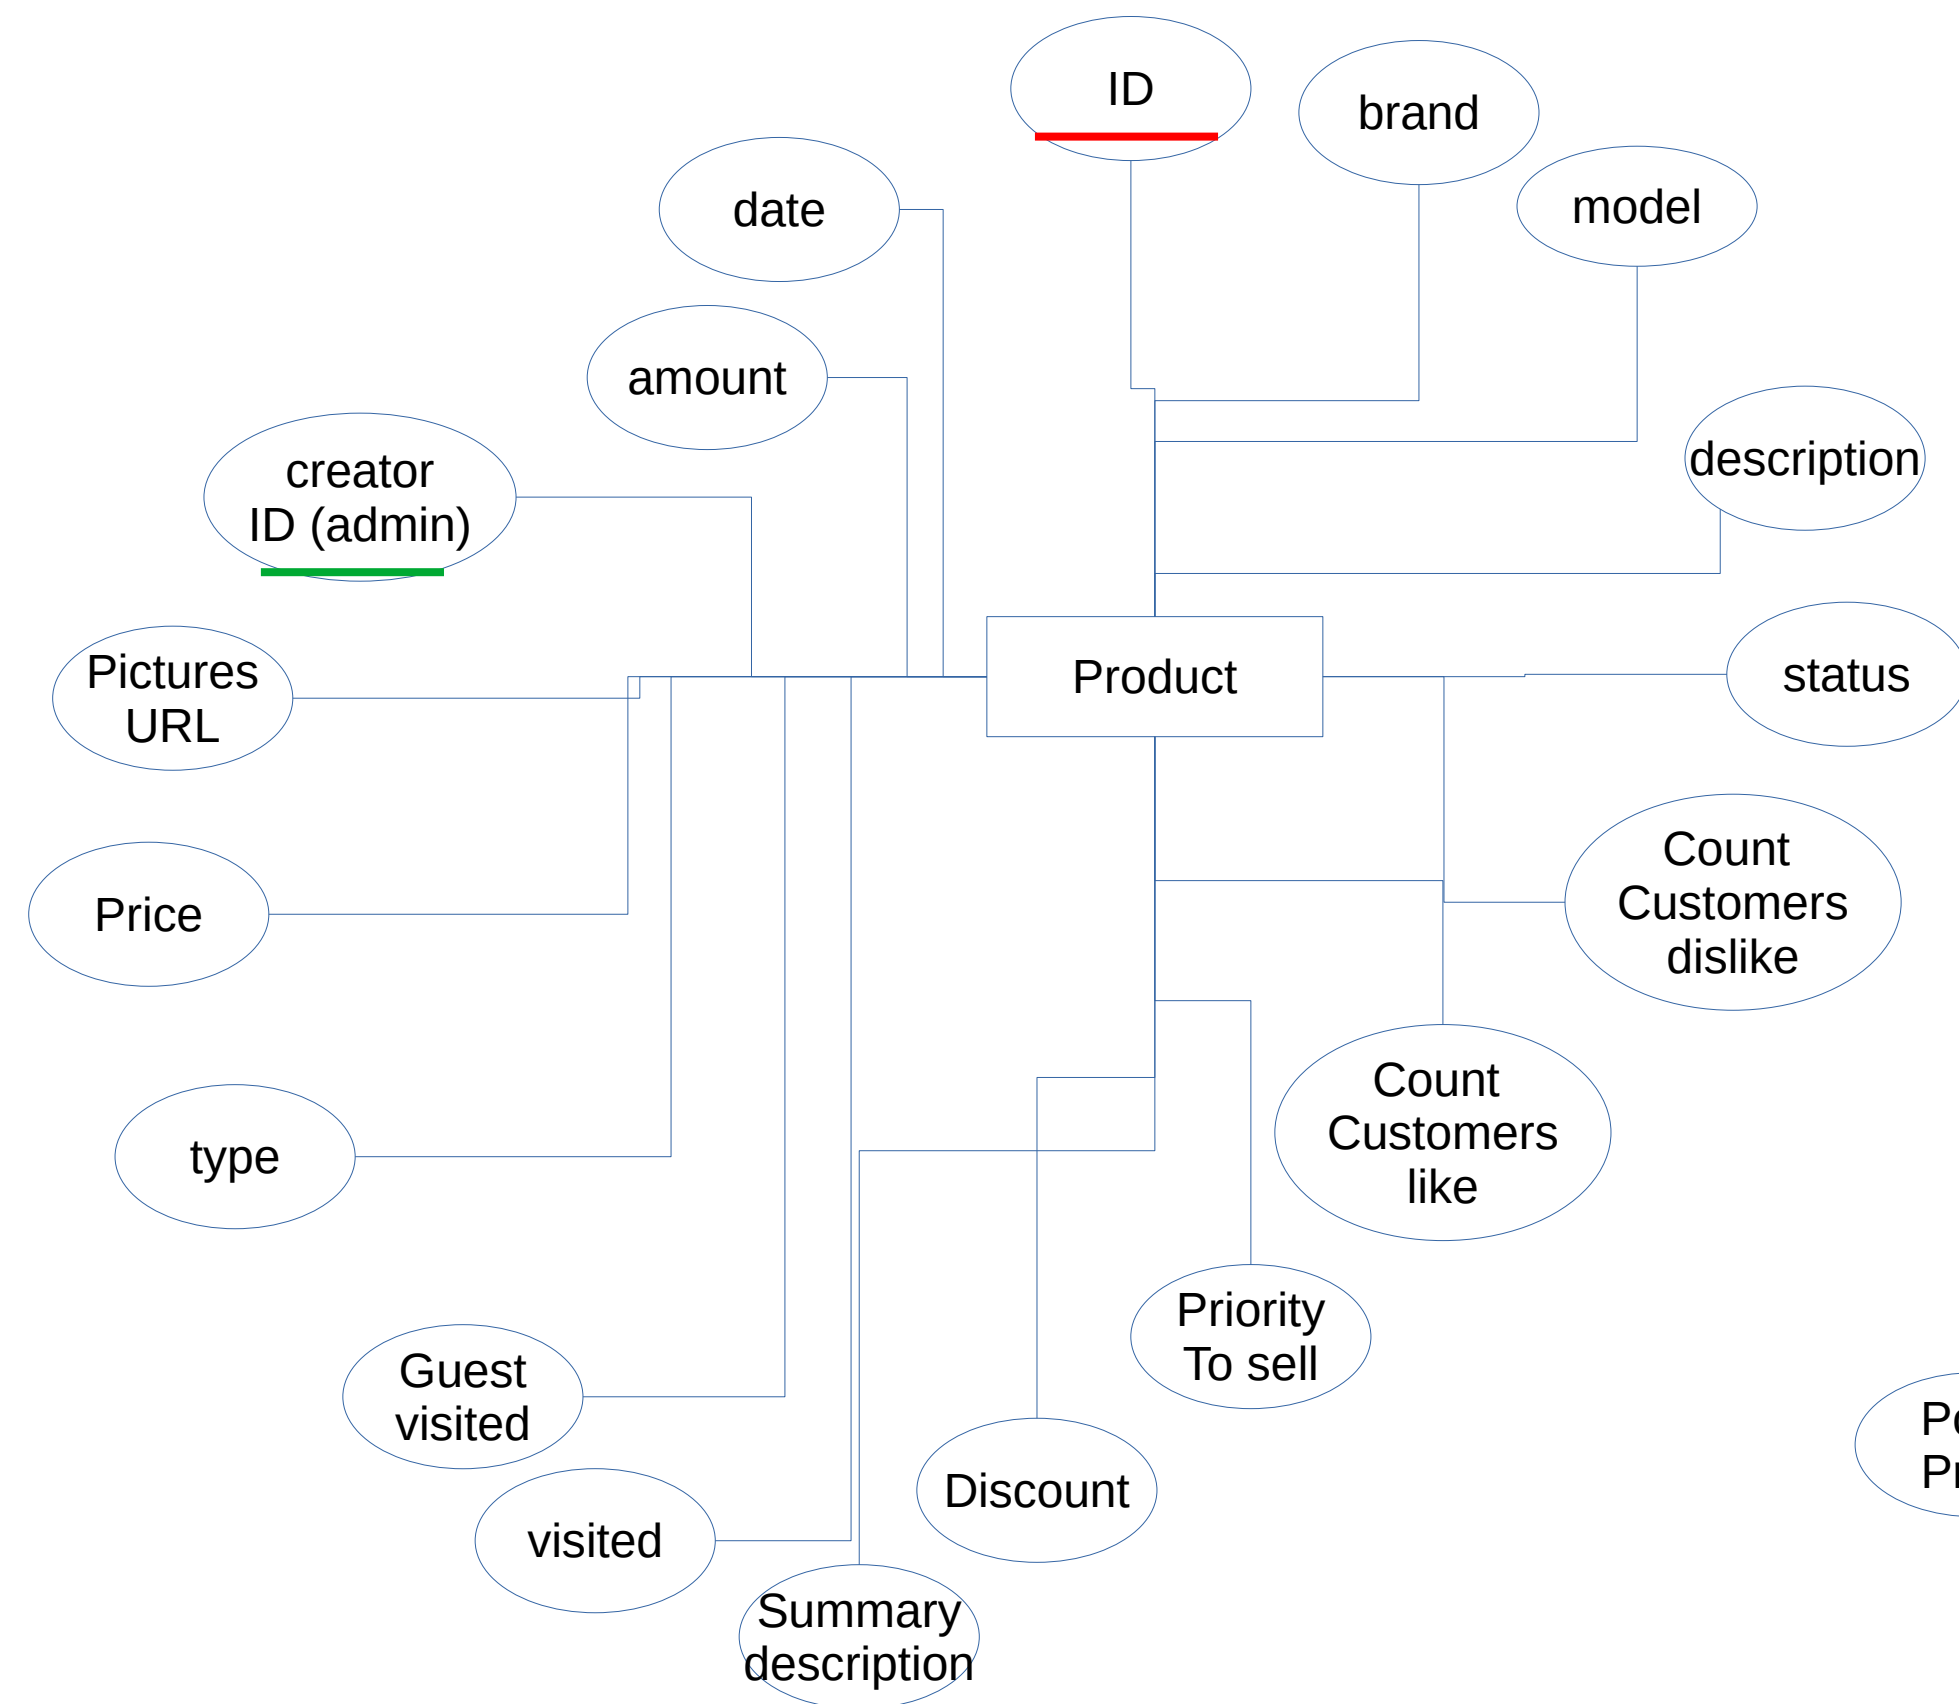 ID
brand
model
date
amount
description
creator
ID (admin)
Pictures
URL
Product
status
Price
Count
Customers
dislike
Count
Customers
like
type
Priority
To sell
Guest
visited
Discount
visited
Summary
description